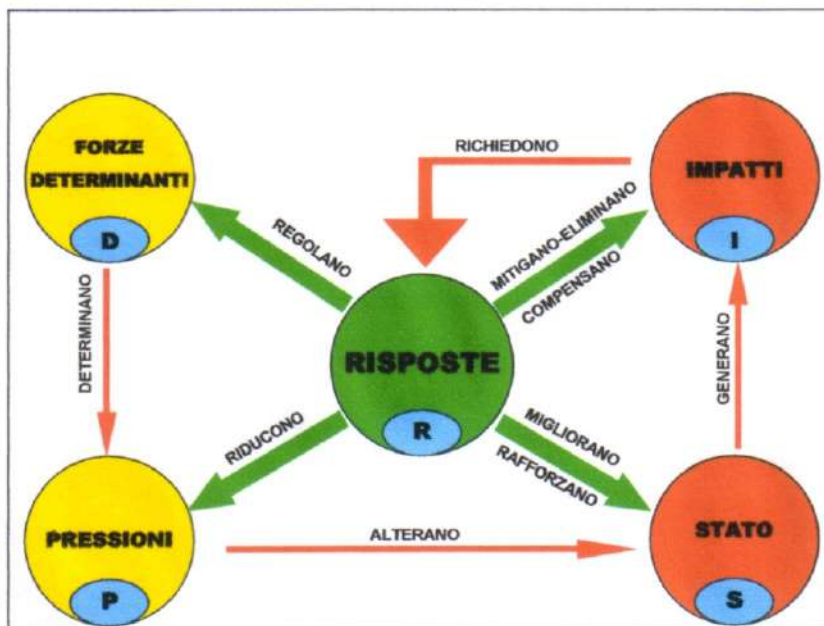 FORZE
DETERMINANTI
D
RICHIEDONO
IMPATTI
I
REGOLANO
MITIGANO-ELIMINANO
COMPENSANO
DETERMINANO
RISPOSTE
R
GENERANO
RIDUCONO
MIGLIORANO
RAFFORZANO
PRESSIONI
P
ALTERANO
STATO
S